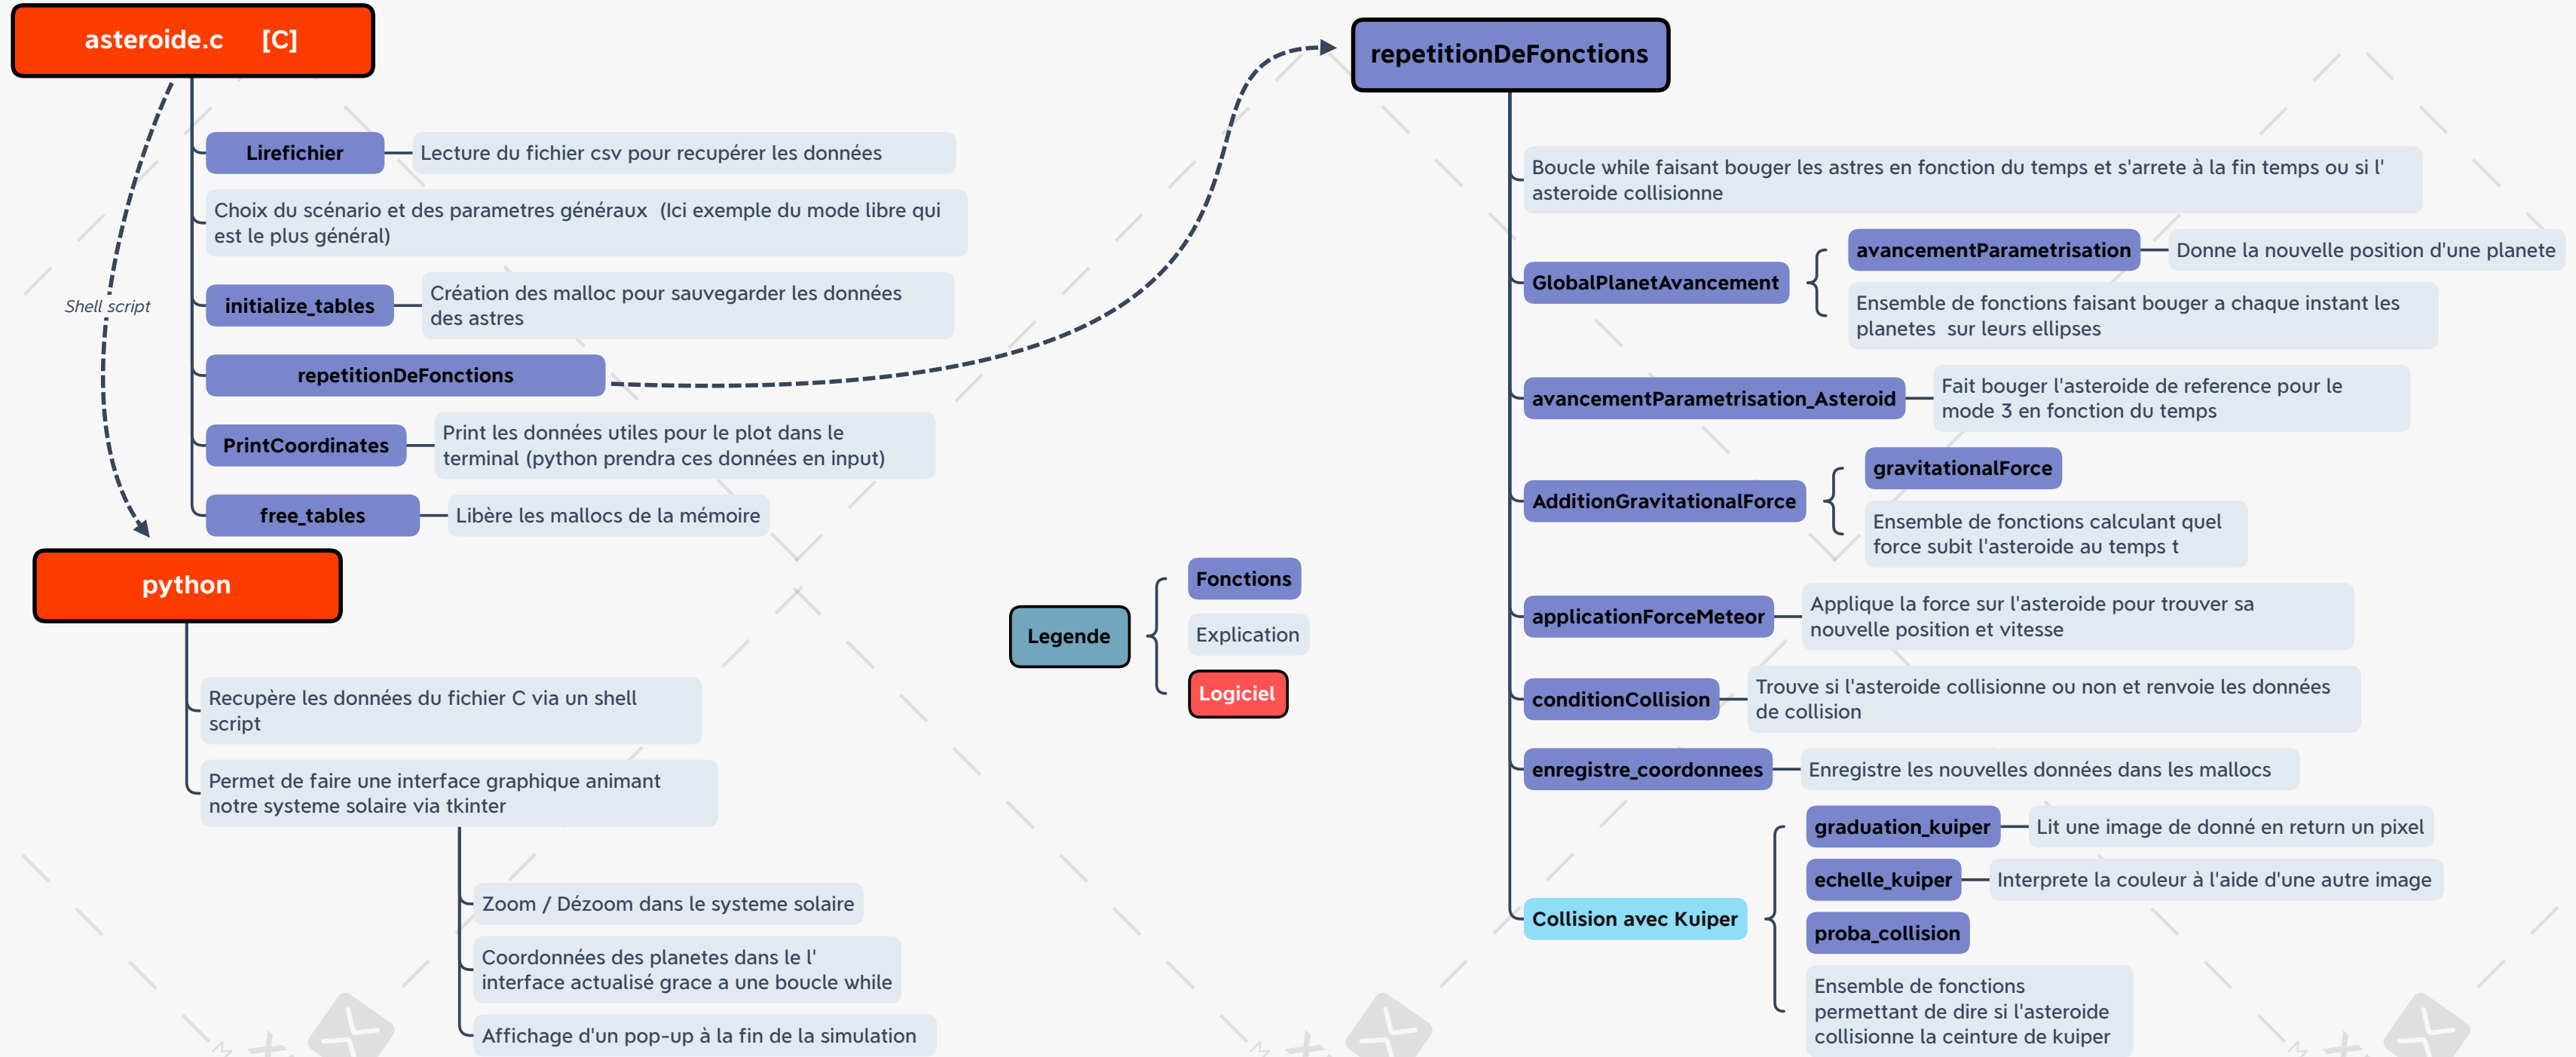 asteroide.c [C]
Lirefichier
Lecture du fichier csv pour recupérer les données
Choix du scénario et des parametres généraux (Ici exemple du mode libre qui
est le plus général)
Shell script
initialize_tables
Création des malloc pour sauvegarder les données
des astres
repetitionDeFonctions
PrintCoordinates
Print les données utiles pour le plot dans le
terminal (python prendra ces données en input)
free_tables
Libère les mallocs de la mémoire
python
Recupère les données du fichier C via un shell
script
Permet de faire une interface graphique animant
notre systeme solaire via tkinter
Zoom / Dézoom dans le systeme solaire
Coordonnées des planetes dans le l'
interface actualisé grace a une boucle while
Affichage d'un pop-up à la fin de la simulation
Legende
Fonctions
Explication
Logiciel
repetitionDeFonctions
Boucle while faisant bouger les astres en fonction du temps et s'arrete à la fin temps ou si l'
asteroide collisionne
GlobalPlanetAvancement
avancementParametrisation
Donne la nouvelle position d'une planete
Ensemble de fonctions faisant bouger a chaque instant les
planetes sur leurs ellipses
avancementParametrisation_Asteroid
Fait bouger l'asteroide de reference pour le
mode 3 en fonction du temps
AdditionGravitationalForce
gravitationalForce
Ensemble de fonctions calculant quel
force subit l'asteroide au temps t
applicationForceMeteor
Applique la force sur l'asteroide pour trouver sa
nouvelle position et vitesse
conditionCollision
Trouve si l'asteroide collisionne ou non et renvoie les données
de collision
enregistre_coordonnees
Enregistre les nouvelles données dans les mallocs
Collision avec Kuiper
graduation_kuiper
Lit une image de donné en return un pixel
echelle_kuiper
Interprete la couleur à l'aide d'une autre image
proba_collision
Ensemble de fonctions
permettant de dire si l'asteroide
collisionne la ceinture de kuiper